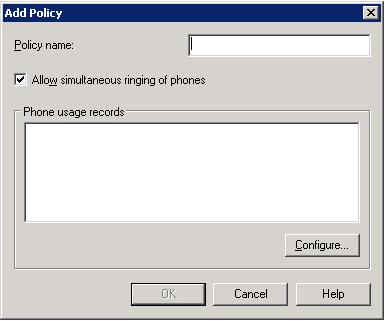 Add Policy
Policy name:
Allow simultaneous ringing of phones
Phone usage records
Configure...
OK Cancel Help